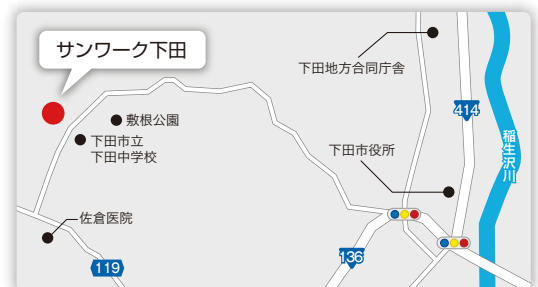 サンワーク下田
下田地方合同庁舎
敷根公園
414
下田市立
下田中学校
下田市役所
稲生沢川
佐倉医院
136
119